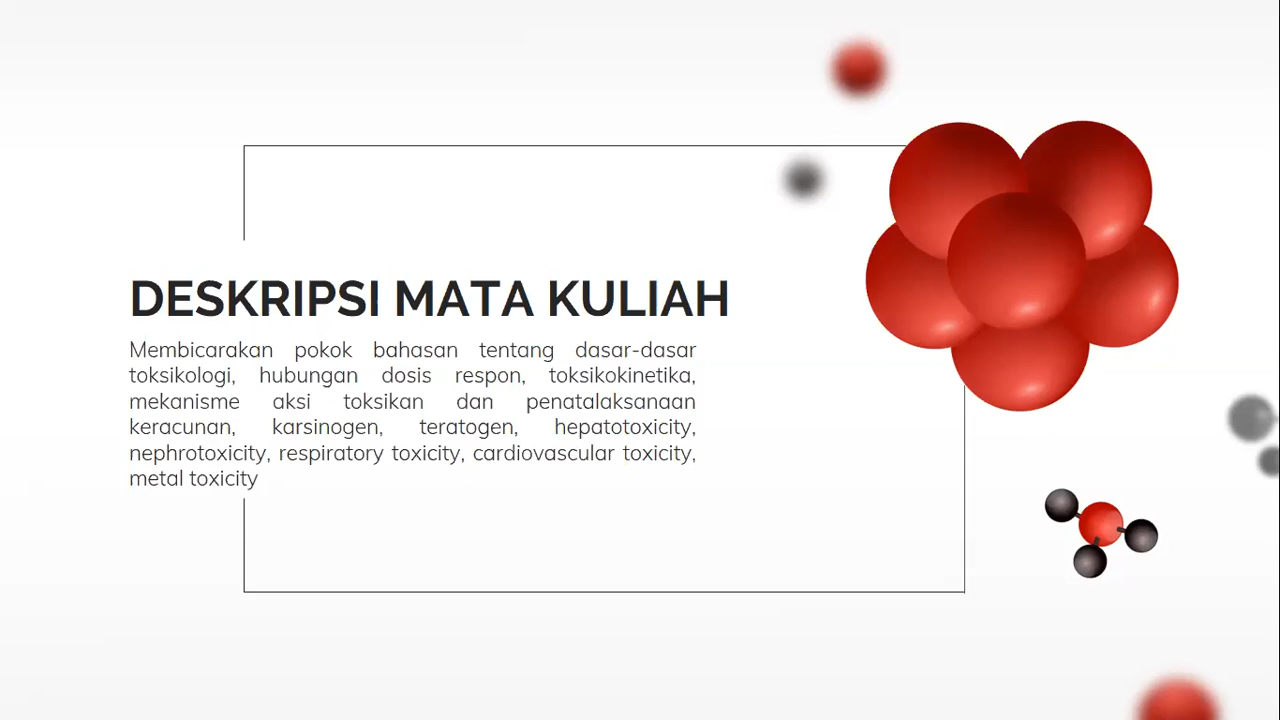 DESKRIPSI MATA KULIAH
Membicarakan pokok bahasan tentang dasar-dasar
toksikologi, hubungan dosis respon, toksikokinetika,
mekanisme aksi toksikan dan penatalaksanaan
keracunan, karsinogen, teratogen, hepatotoxicity,
nephrotoxicity, respiratory toxicity, cardiovascular toxicity,
metal toxicity